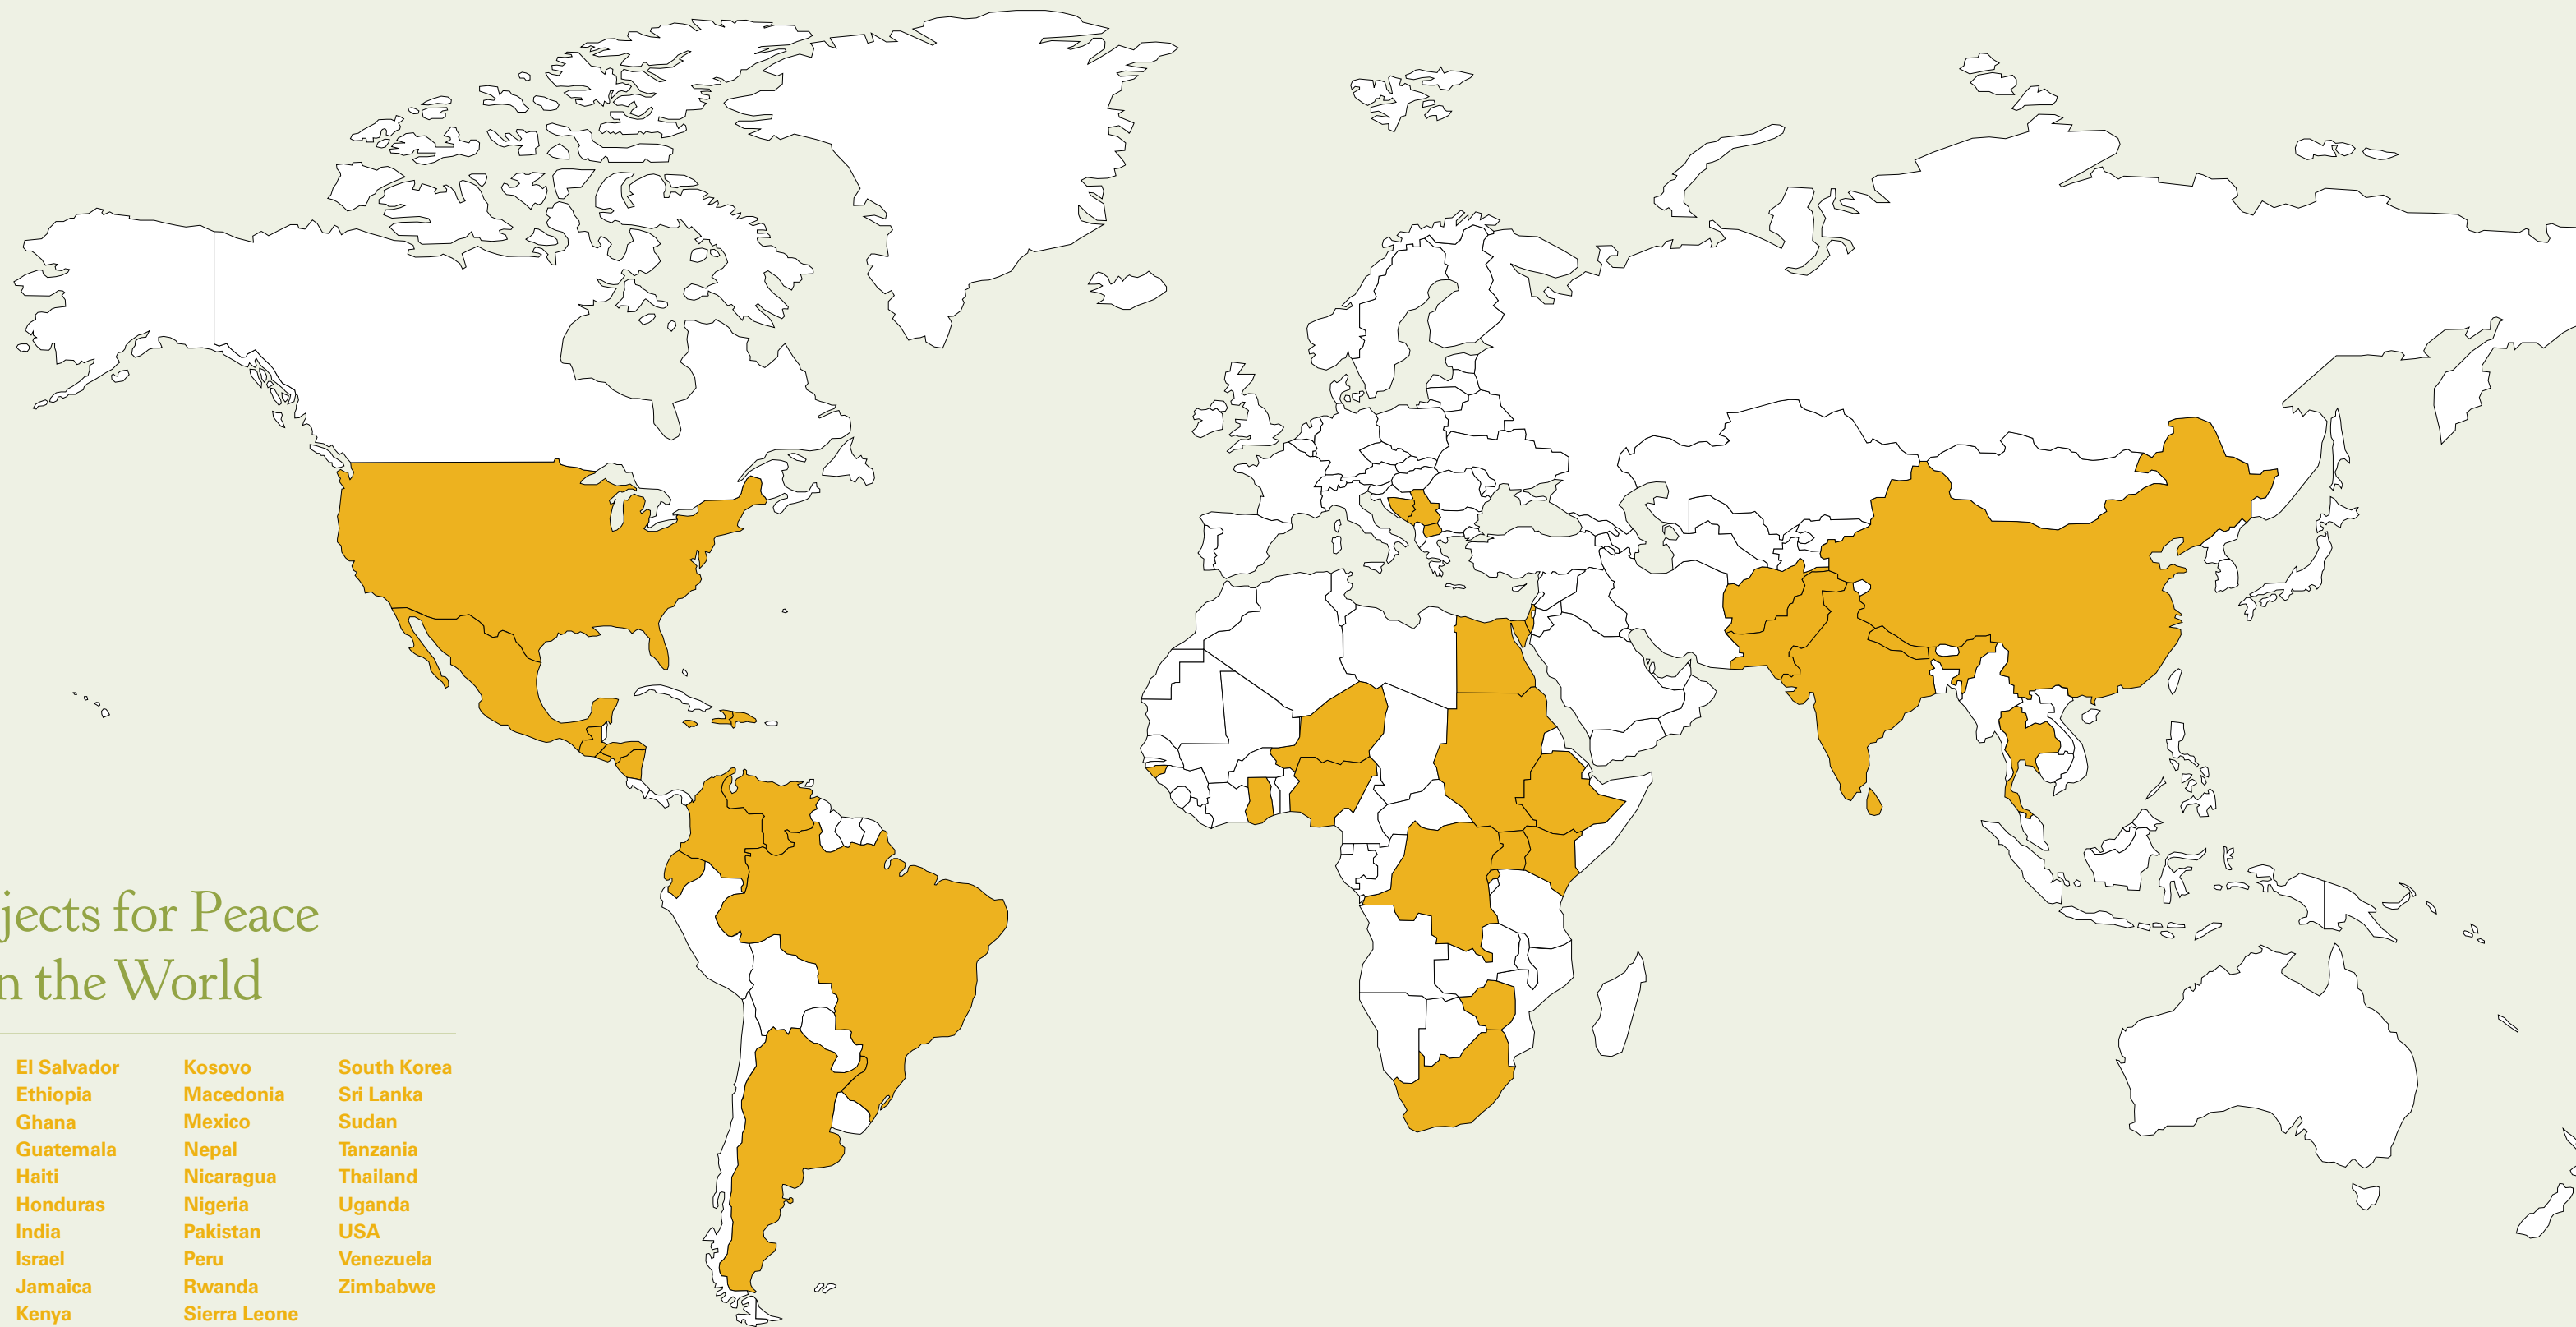 jects for Peace
n the World
El Salvador
Ethiopia
Ghana
Guatemala
Haiti
Honduras
India
Israel
Jamaica
Kenya
Kosovo
Macedonia
Mexico
Nepal
Nicaragua
Nigeria
Pakistan
Peru
Rwanda
Sierra Leone
South Korea
Sri Lanka
Sudan
Tanzania
Thailand
Uganda
USA
Venezuela
Zimbabwe